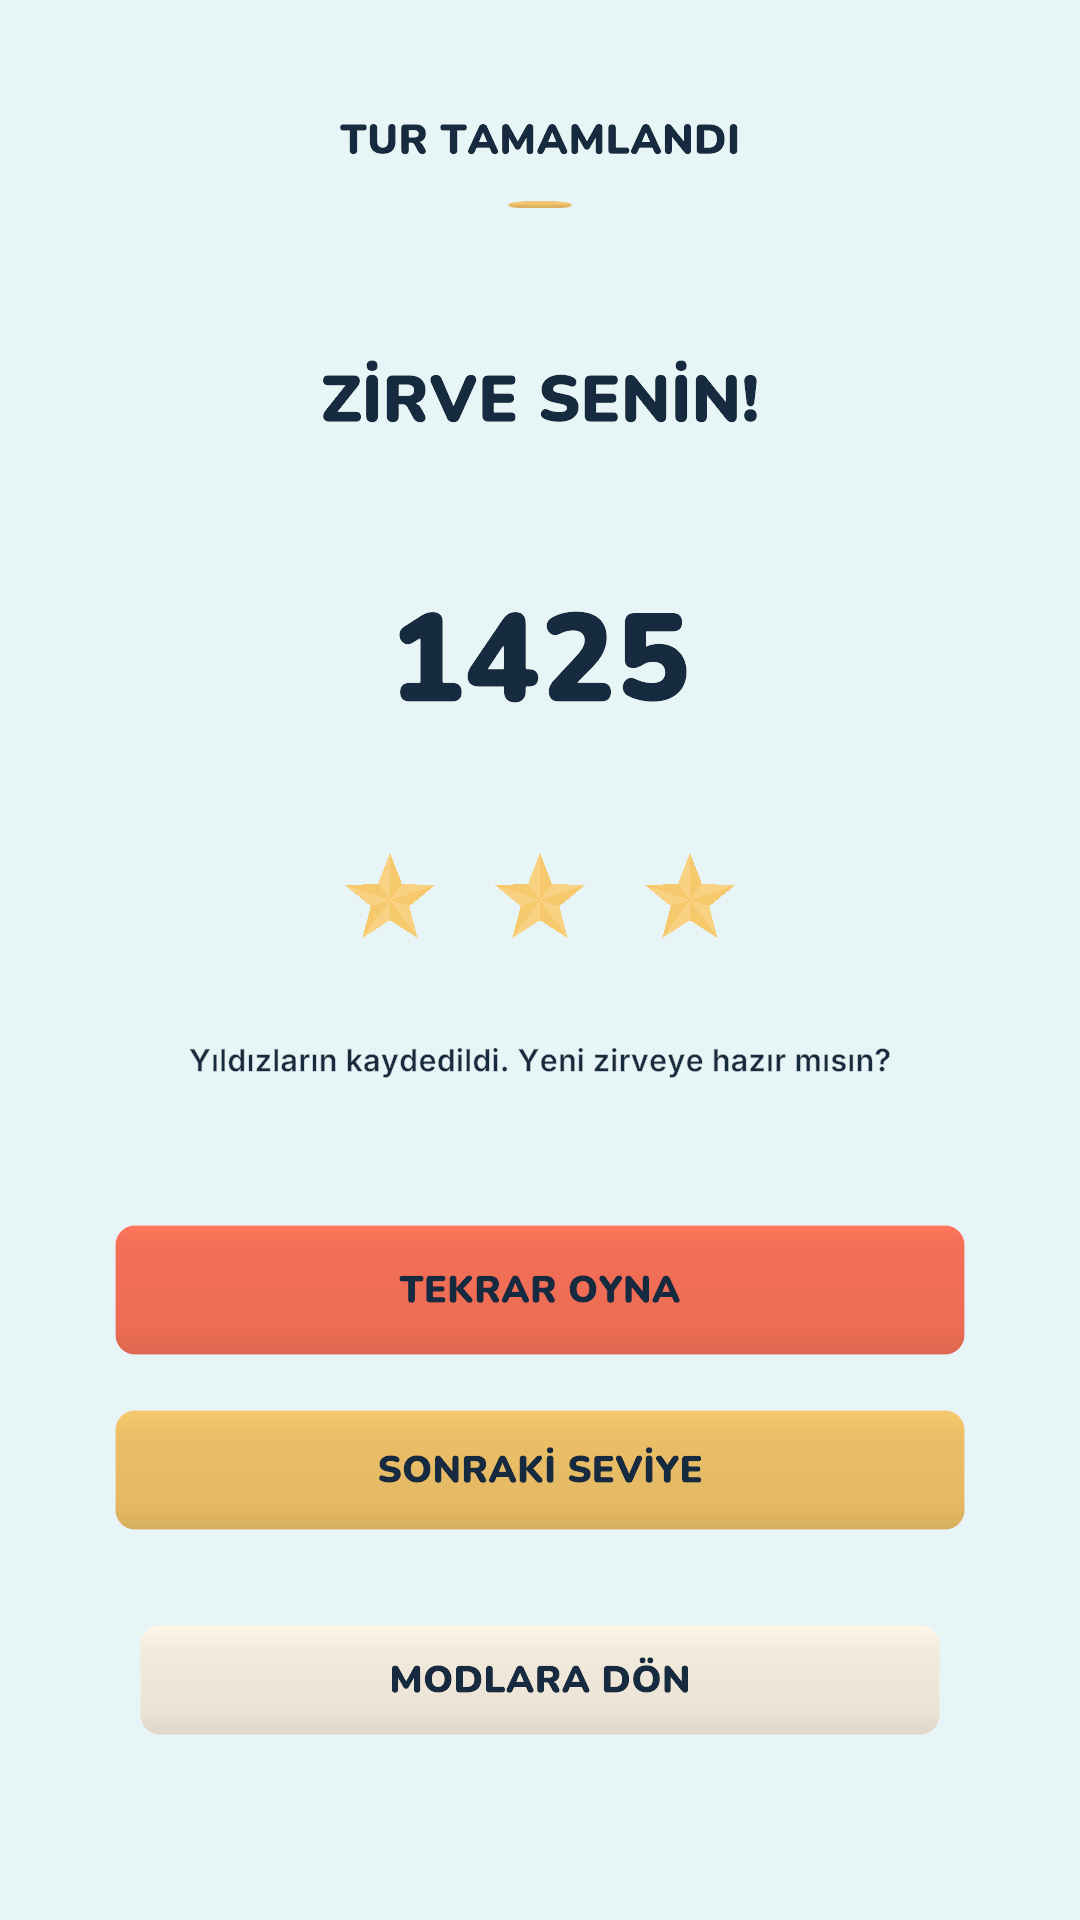 TUR TAMAMLANDI
ZİRVE SENİN!
1425
Yıldızların kaydedildi. Yeni zirveye hazır mısın?
TEKRAR OYNA
SONRAKİ SEVİYE
MODLARA DÖN